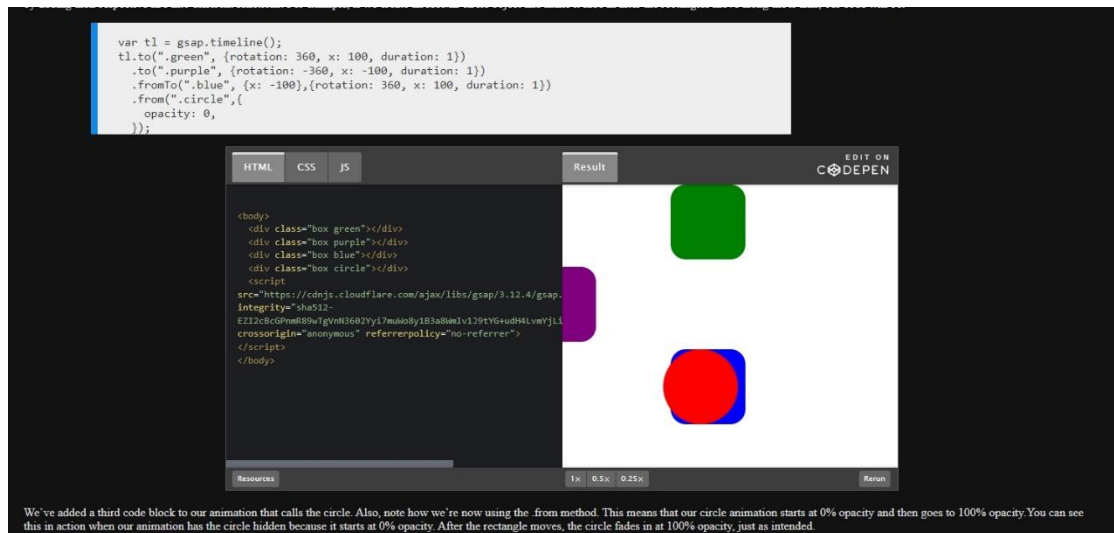 var tl = gsap.timeline();
tl.to(".green", {rotation: 360, x: 100, duration: 1})
.to(".purple", {rotation: -360, x: -100, duration: 1})
.fromTo(".blue", {x: -100},{rotation: 360, x: 100, duration: 1})
.from(".circle",{
opacity: 0,
});
HTML CSS JS
Result
EDIT ON
CODEPEN
<body>
<div class="box green"></div>
<div class="box purple"></div>
<div class="box blue"></div>
<div class="box circle"></div>
<script
src="https://cdnjs.cloudflare.com/ajax/libs/gsap/3.12.4/gsap.
integrity="sha512-
crossorigin="anonymous" referrerpolicy="no-referrer">
</script>
</body>
Resources
1x 0.5x 0.25x
Rerun
We've added a third code block to our animation that calls the circle. Also, note how we're now using the .from method. This means that our circle animation starts at 0% opacity and then goes to 100% opacity.You can see
this in action when our animation has the circle hidden because it starts at 0% opacity. After the rectangle moves, the circle fades in at 100% opacity, just as intended.